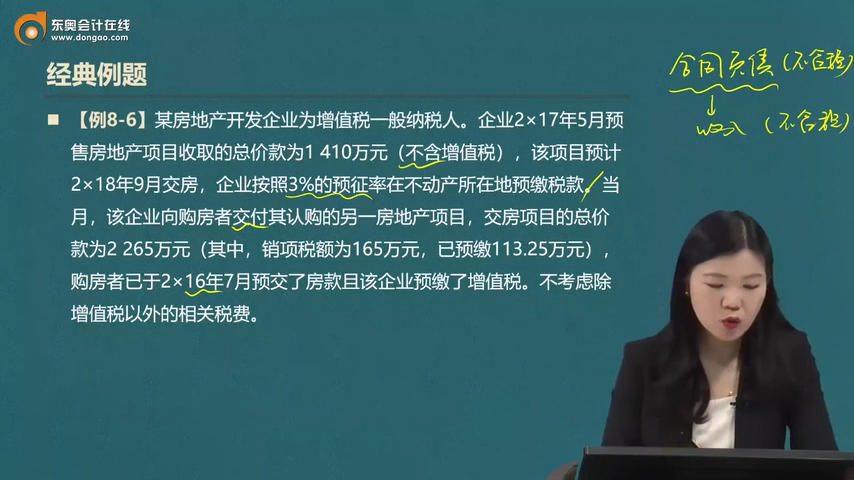 东奥会计在线
www.dongao.com
经典例题
合同负债（不含税）
↓
收入（不含税）
■ 【例8-6】某房地产开发企业为增值税一般纳税人。企业2×17年5月预
售房地产项目收取的总价款为1 410万元（不含增值税），该项目预计
2×18年9月交房，企业按照3%的预征率在不动产所在地预缴税款。当
月，该企业向购房者交付其认购的另一房地产项目，交房项目的总价
款为2 265万元（其中，销项税额为165万元，已预缴113.25万元），
购房者已于2×16年7月预交了房款且该企业预缴了增值税。不考虑除
增值税以外的相关税费。